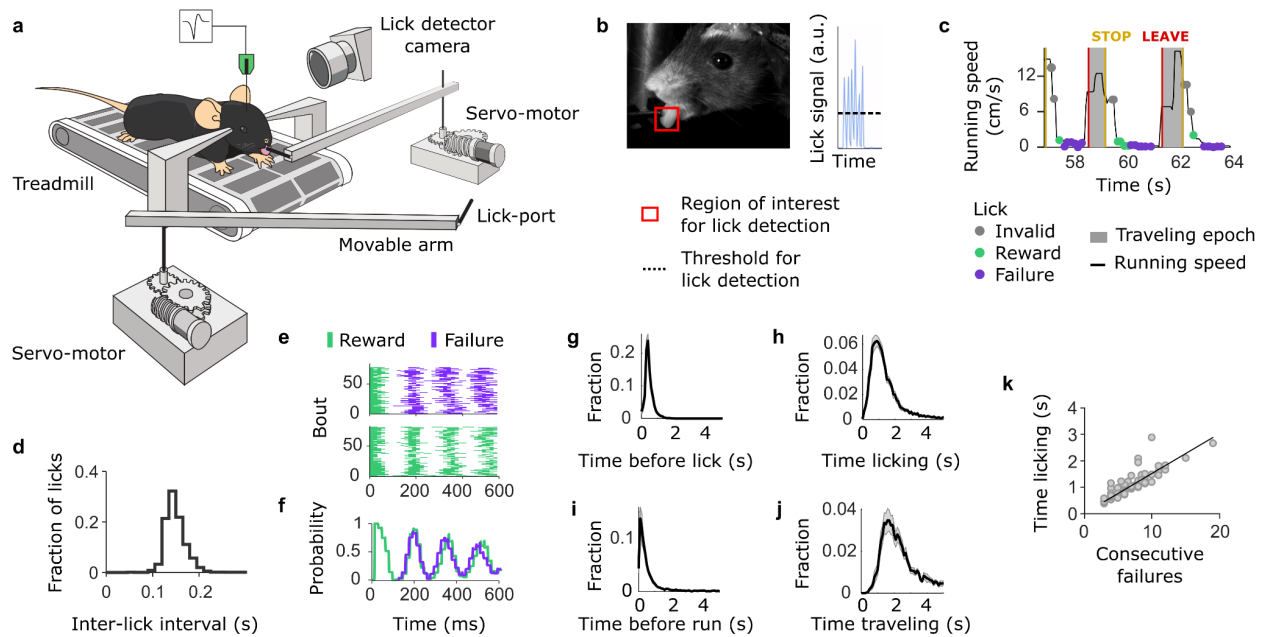 a
Lick detector
camera
Servo-motor
Treadmill
Lick-port
Movable arm
Servo-motor
b
Lick signal (a.u.)
Time
Region of interest
for lick detection
Threshold for
lick detection
c
STOP LEAVE
Running speed
(cm/s)
12
6
0
58 60 62 64
Time (s)
Lick
Invalid
Reward
Failure
Traveling epoch
Running speed
d
Fraction of licks
0.4
0.2
0
0 0.1 0.2
Inter-lick interval (s)
e
Reward Failure
Bout
50
0
50
0
0 200 400 600
f
Probability
1
0.5
0
0 200 400 600
Time (ms)
g
Fraction
0.2
0.1
0
0 2 4
Time before lick (s)
h
Fraction
0.06
0.04
0.02
0
0 2 4
Time licking (s)
i
Fraction
0.1
0
0 2 4
Time before run (s)
j
Fraction
0.04
0.02
0
0 2 4
Time traveling (s)
k
Time licking (s)
4
3
2
1
0
0 10 20
Consecutive
failures